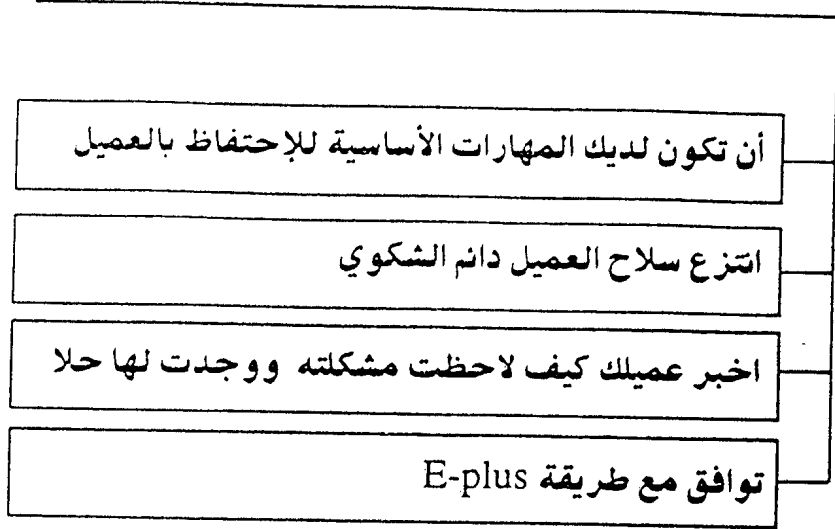 أن تكون لديك المهارات الأساسية للإحتفاظ بالعميل
انتزع سلاح العميل دائم الشكوي
اخبر عميلك كيف لاحظت مشكلته ووجدت لها حلا
توافق مع طريقة E-plus